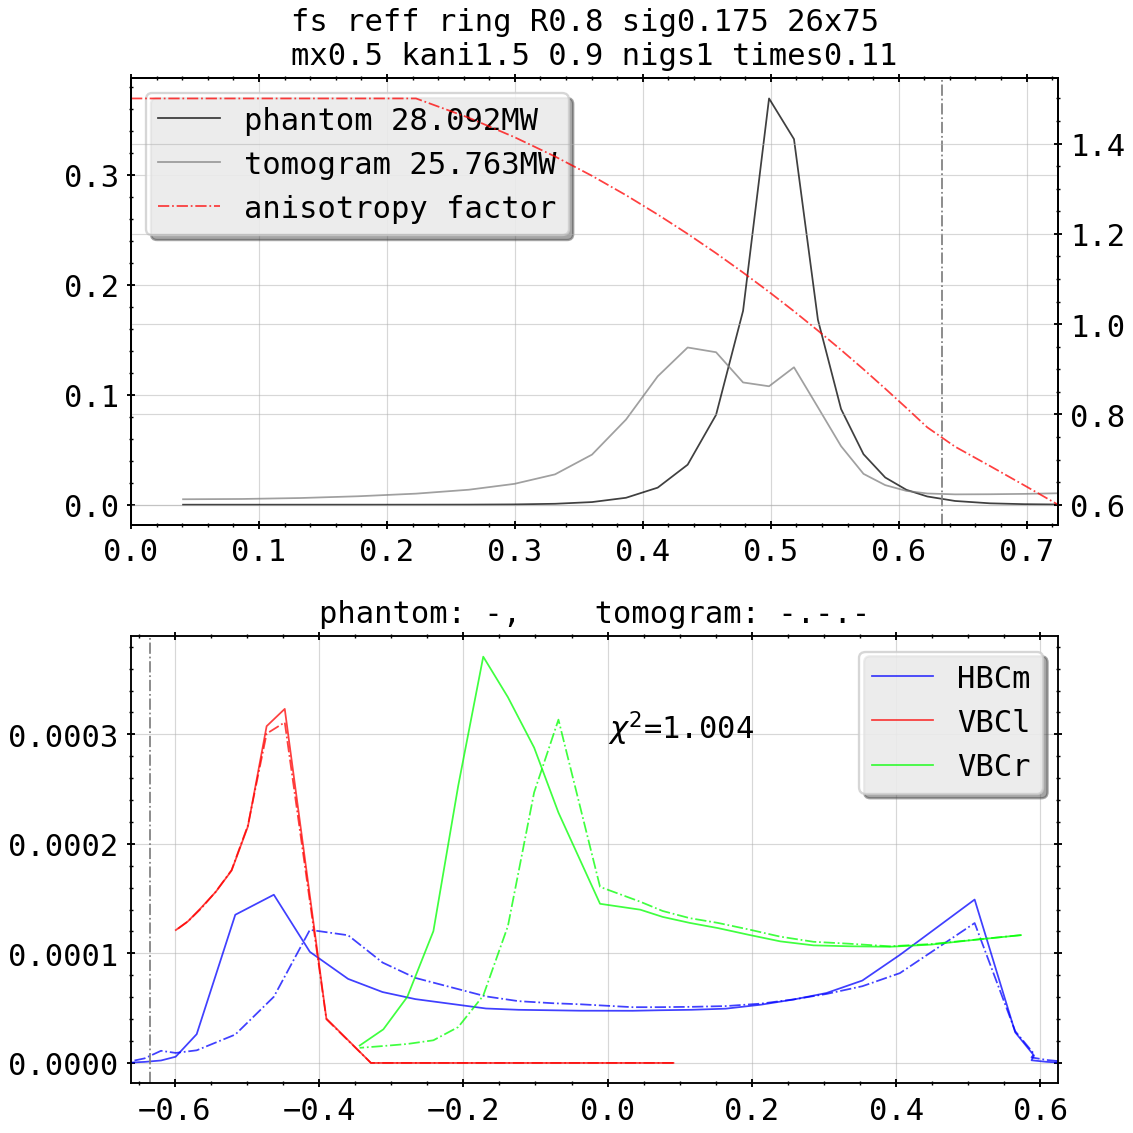 fs reff ring R0.8 sig0.175 26x75
mx0.5 kani1.5 0.9 nigs1 times0.11
phantom 28.092MW
tomogram 25.763MW
anisotropy factor
0.3
0.2
0.1
0.0
1.4
1.2
1.0
0.8
0.6
0.0 0.1 0.2 0.3 0.4 0.5 0.6 0.7
phantom: -,    tomogram: -.-.-
HBCm
VBCl
VBCr
χ²=1.004
0.0003
0.0002
0.0001
0.0000
−0.6 −0.4 −0.2 0.0 0.2 0.4 0.6